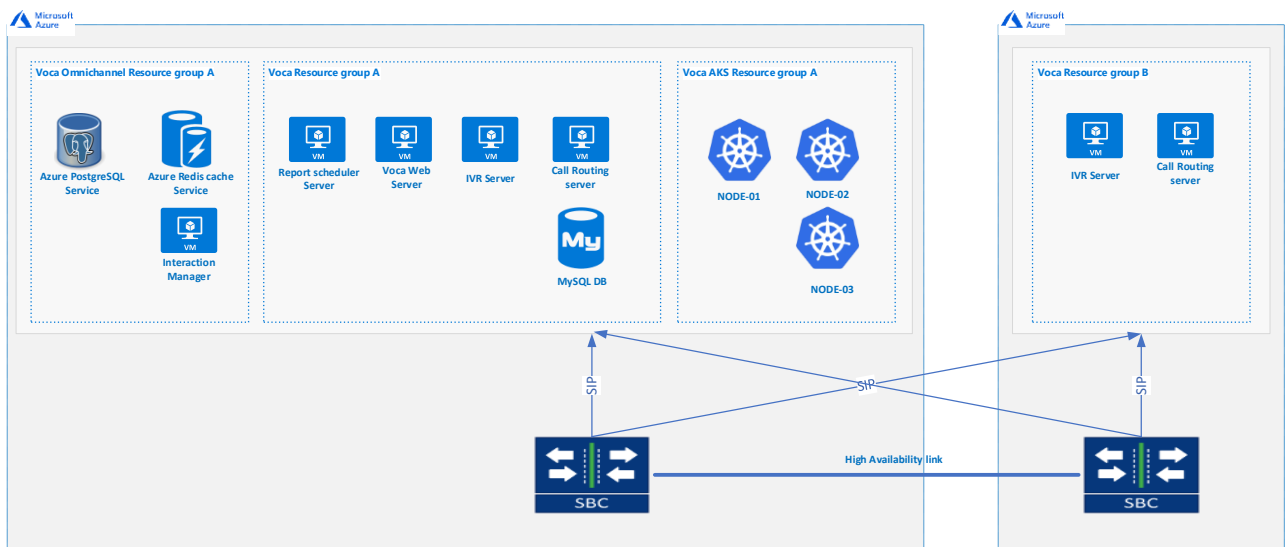 Microsoft
Azure
Microsoft
Azure
Voca Omnichannel Resource group A
Azure PostgreSQL
Service
Azure Redis cache
Service
VM
Interaction
Manager
Voca Resource group A
VM
Report scheduler
Server
VM
Voca Web
Server
VM
IVR Server
VM
Call Routing
server
My
MySQL DB
Voca AKS Resource group A
NODE-01
NODE-02
NODE-03
Voca Resource group B
VM
IVR Server
VM
Call Routing
server
SIP
SIP
SIP
High Availability link
SBC
SBC